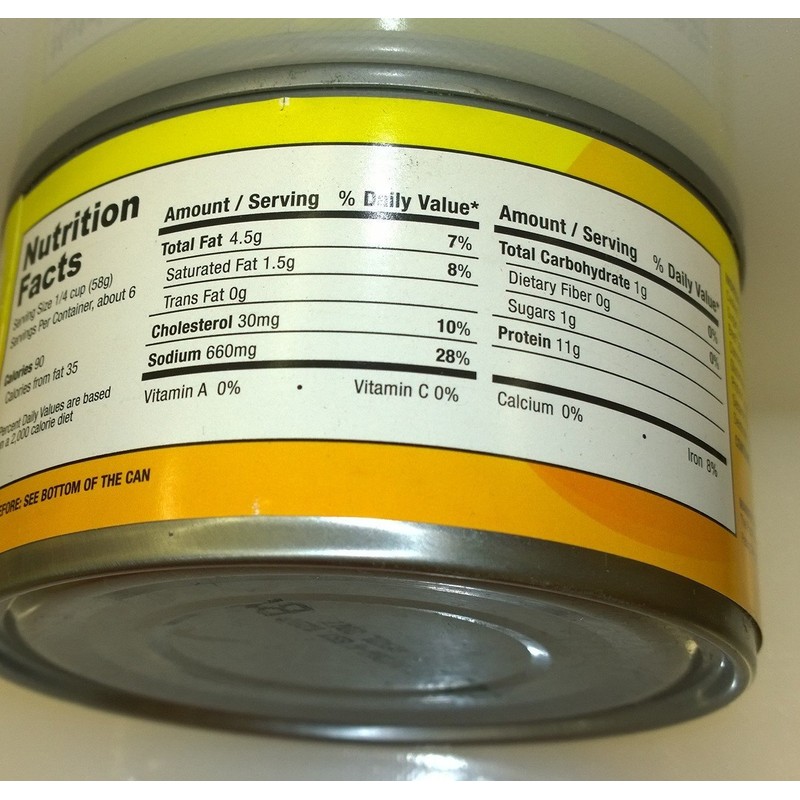 Nutrition
Facts
Serving Size 1/4 cup (58g)
Servings Per Container, about 6
Calories 90
Calories from fat 35
Percent Daily Values are based
on a 2,000 calorie diet
Amount / Serving % Daily Value*
Total Fat 4.5g 7%
Saturated Fat 1.5g 8%
Trans Fat 0g
Cholesterol 30mg 10%
Sodium 660mg 28%
Vitamin A 0% • Vitamin C 0%
Amount / Serving % Daily Value*
Total Carbohydrate 1g 0%
Dietary Fiber 0g 0%
Sugars 1g
Protein 11g
Calcium 0% • Iron 8%
SEE BOTTOM OF THE CAN